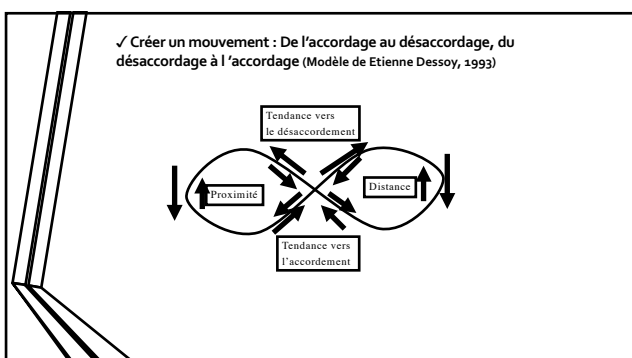 ✓ Créer un mouvement : De l’accordage au désaccordage, du
désaccordage à l ’accordage (Modèle de Etienne Dessoy, 1993)
Tendance vers
le désaccordement
Proximité
Distance
Tendance vers
l’accordement